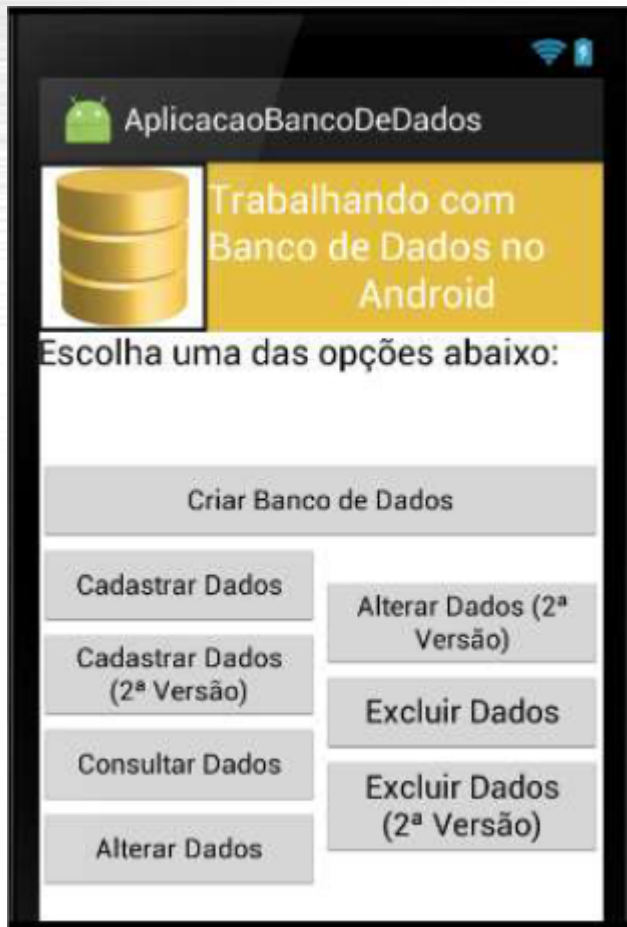 AplicacaoBancoDeDados
Trabalhando com
Banco de Dados no
Android
Escolha uma das opções abaixo:
Criar Banco de Dados
Cadastrar Dados
Cadastrar Dados
(2ª Versão)
Consultar Dados
Alterar Dados
Alterar Dados (2ª
Versão)
Excluir Dados
Excluir Dados
(2ª Versão)